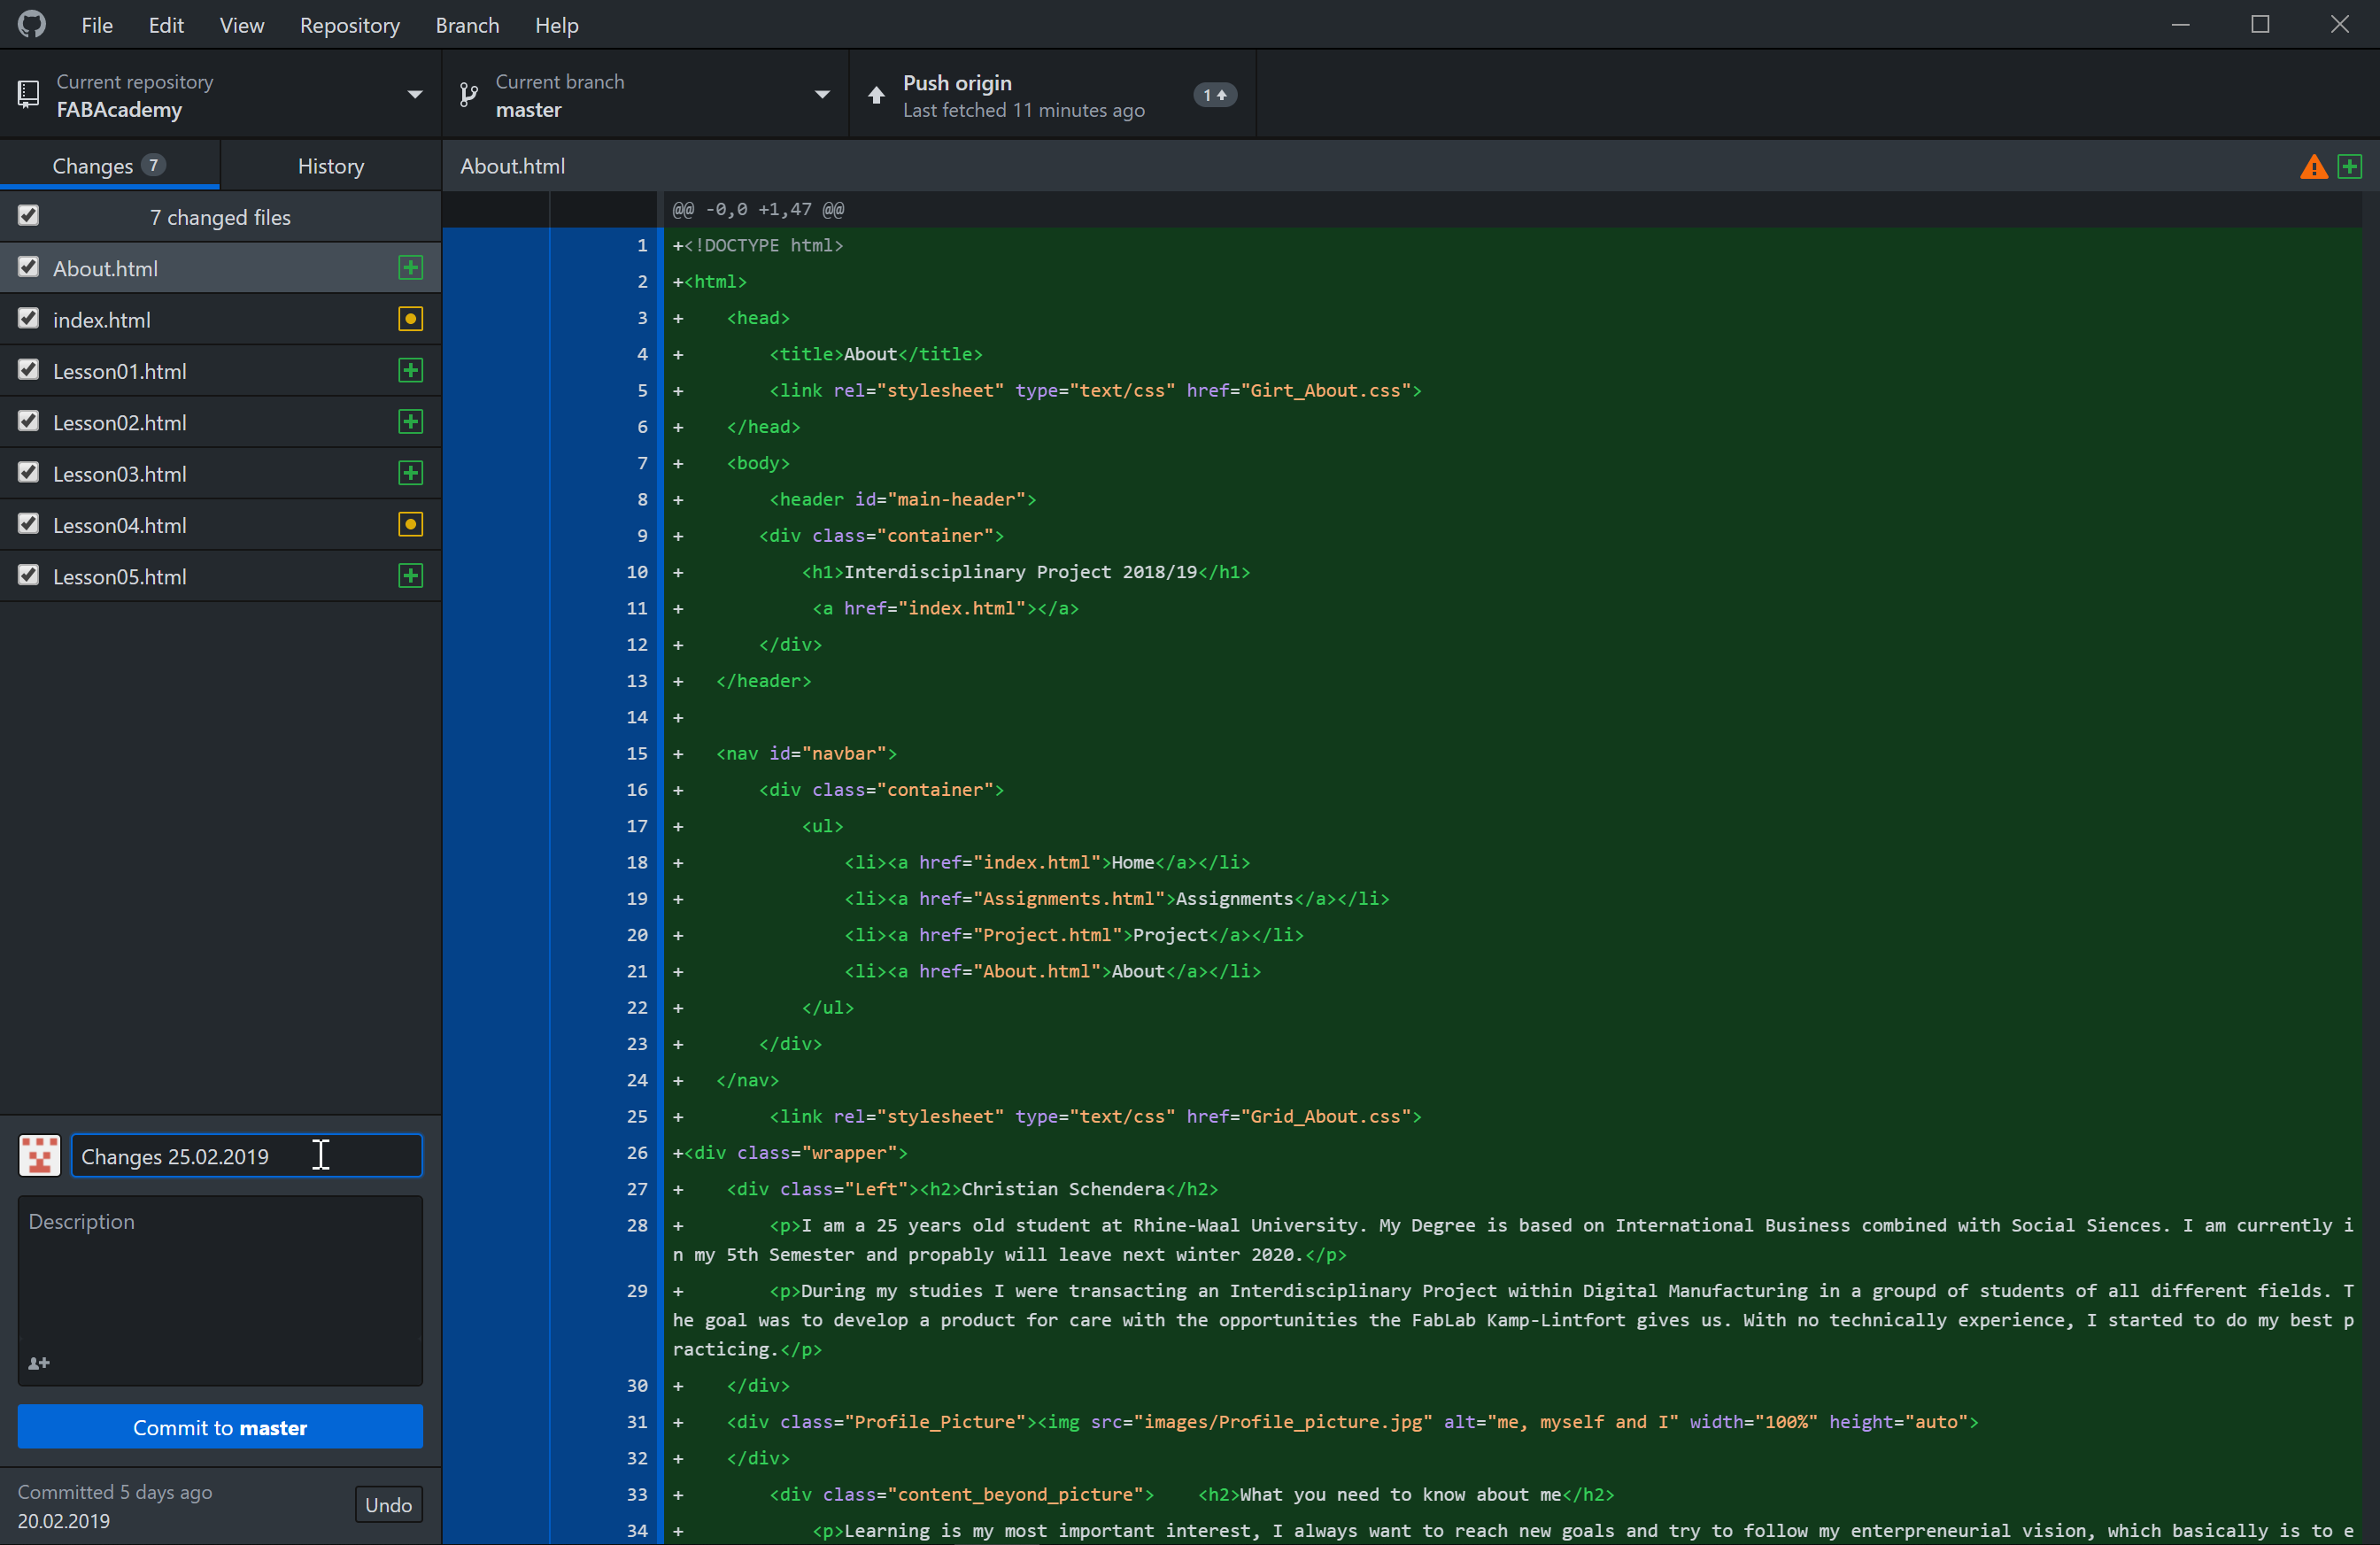 File Edit View Repository Branch Help
Current repository
FABAcademy
Current branch
master
Push origin
Last fetched 11 minutes ago
1
Changes 7
History
About.html
7 changed files
About.html
index.html
Lesson01.html
Lesson02.html
Lesson03.html
Lesson04.html
Lesson05.html
Changes 25.02.2019
Description
Commit to master
Committed 5 days ago
20.02.2019
Undo
@@ -0,0 +1,47 @@
1 +<!DOCTYPE html>
2 +<html>
3 +    <head>
4 +        <title>About</title>
5 +        <link rel="stylesheet" type="text/css" href="Girt_About.css">
6 +    </head>
7 +    <body>
8 +        <header id="main-header">
9 +       <div class="container">
10 +           <h1>Interdisciplinary Project 2018/19</h1>
11 +            <a href="index.html"></a>
12 +       </div>
13 +   </header>
14 +
15 +   <nav id="navbar">
16 +       <div class="container">
17 +           <ul>
18 +               <li><a href="index.html">Home</a></li>
19 +               <li><a href="Assignments.html">Assignments</a></li>
20 +               <li><a href="Project.html">Project</a></li>
21 +               <li><a href="About.html">About</a></li>
22 +           </ul>
23 +       </div>
24 +   </nav>
25 +        <link rel="stylesheet" type="text/css" href="Grid_About.css">
26 +<div class="wrapper">
27 +    <div class="Left"><h2>Christian Schendera</h2>
28 +        <p>I am a 25 years old student at Rhine-Waal University. My Degree is based on International Business combined with Social Siences. I am currently i
n my 5th Semester and propably will leave next winter 2020.</p>
29 +        <p>During my studies I were transacting an Interdisciplinary Project within Digital Manufacturing in a groupd of students of all different fields. T
he goal was to develop a product for care with the opportunities the FabLab Kamp-Lintfort gives us. With no technically experience, I started to do my best p
racticing.</p>
30 +    </div>
31 +    <div class="Profile_Picture"><img src="images/Profile_picture.jpg" alt="me, myself and I" width="100%" height="auto">
32 +    </div>
33 +        <div class="content_beyond_picture">    <h2>What you need to know about me</h2>
34 +            <p>Learning is my most important interest, I always want to reach new goals and try to follow my enterpreneurial vision, which basically is to e